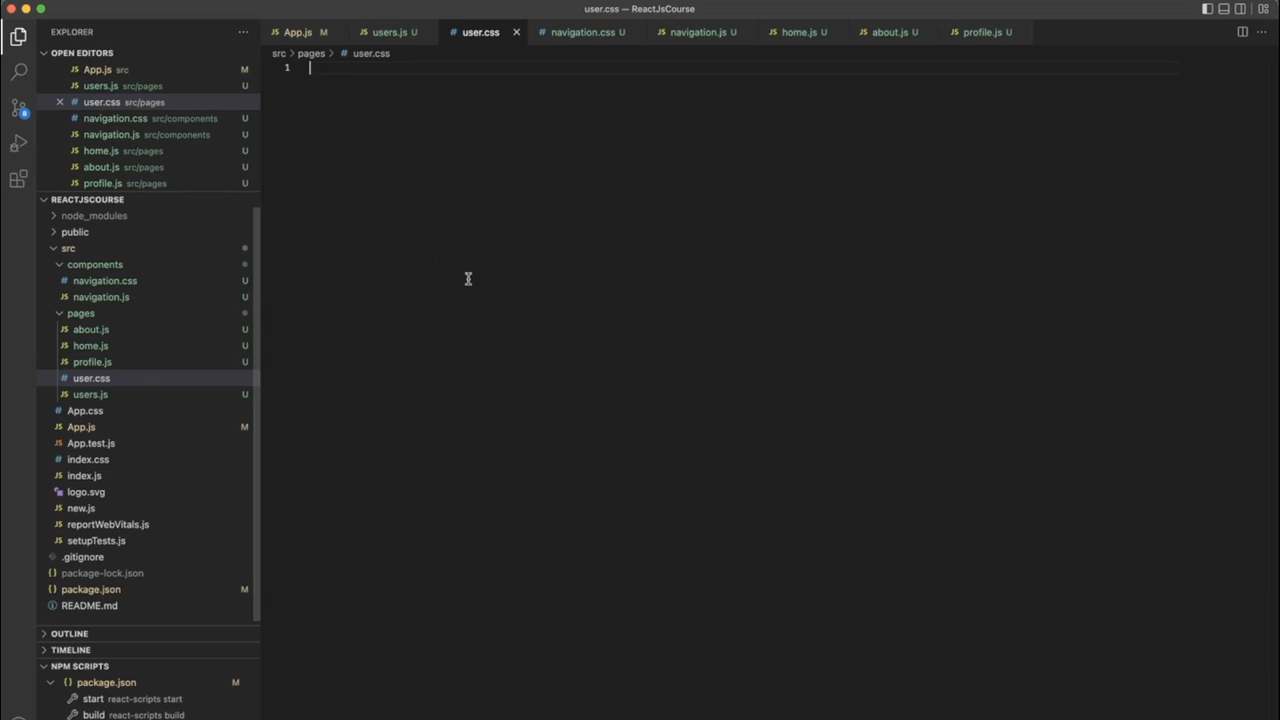 user.css — ReactJsCourse
EXPLORER
OPEN EDITORS
App.js src M
users.js src/pages U
user.css src/pages
navigation.css src/components U
navigation.js src/components U
home.js src/pages U
about.js src/pages U
profile.js src/pages U
REACTJSCOURSE
node_modules
public
src
components
navigation.css U
navigation.js U
pages
about.js U
home.js U
profile.js U
user.css
users.js U
App.css
App.js M
App.test.js
index.css
index.js
logo.svg
new.js
reportWebVitals.js
setupTests.js
.gitignore
package-lock.json
package.json M
README.md
OUTLINE
TIMELINE
NPM SCRIPTS
package.json M
start react-scripts start
build react-scripts build
App.js M users.js U user.css navigation.css U navigation.js U home.js U about.js U profile.js U
src > pages > # user.css
1